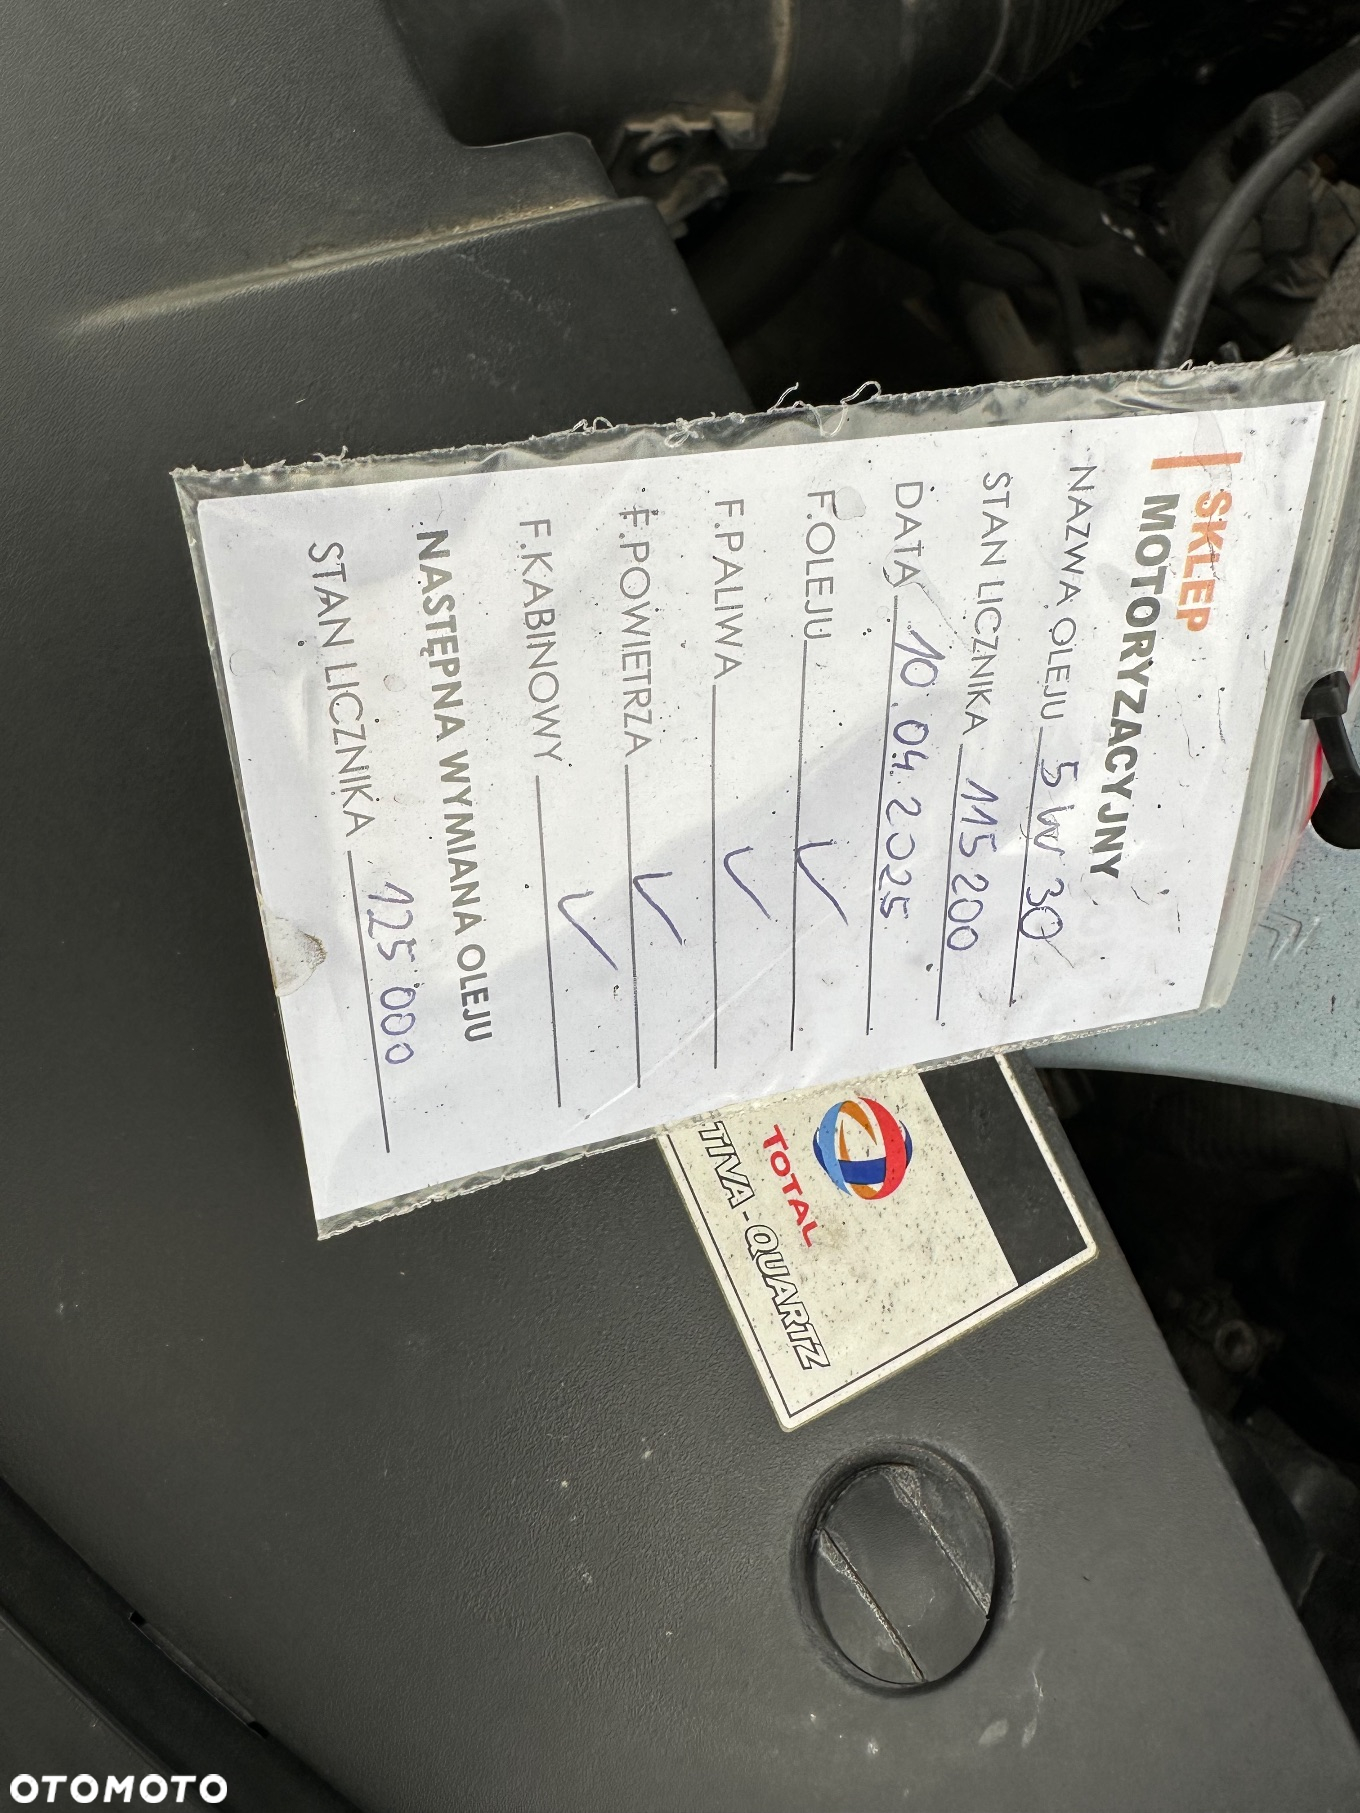 SKLEP
MOTORYZACYJNY
NAZWA OLEJU 5W30
STAN LICZNIKA 115 200
DATA 10.04.2025
F.OLEJU ✓
F.PALIWA ✓
F.POWIETRZA ✓
F.KABINOWY ✓
NASTĘPNA WYMIANA OLEJU
STAN LICZNIKA 125 000
TOTAL
TIVA-QUARTZ
OTOMOTO